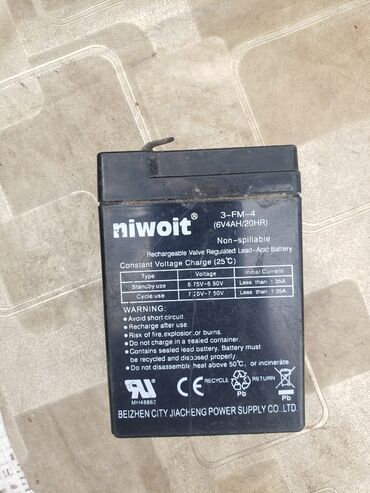 niwoit®
3-FM-4
(6V4AH/20HR)
Non-spillable
Rechargeable Valve Regulated Lead-Acid Battery
Constant Voltage Charge (25℃)
Type Voltage Initial Current
Standby use 6.75V-6.90V Less than 1.35A
Cycle use 7.20V-7.50V Less than 1.35A
WARNING:
• Avoid short circuit.
• Recharge after use.
• Risk of fire,explosion,or burns.
• Do not charge in a sealed container.
• Contains sealed lead battery. Battery must
be recycled and disposed properly
• Do not disassemble,heat above 50℃, or incinerate.
MH48862
CE
RECYCLE
RETURN
Pb
BEIZHEN CITY JIACHENG POWER SUPPLY CO.,LTD.